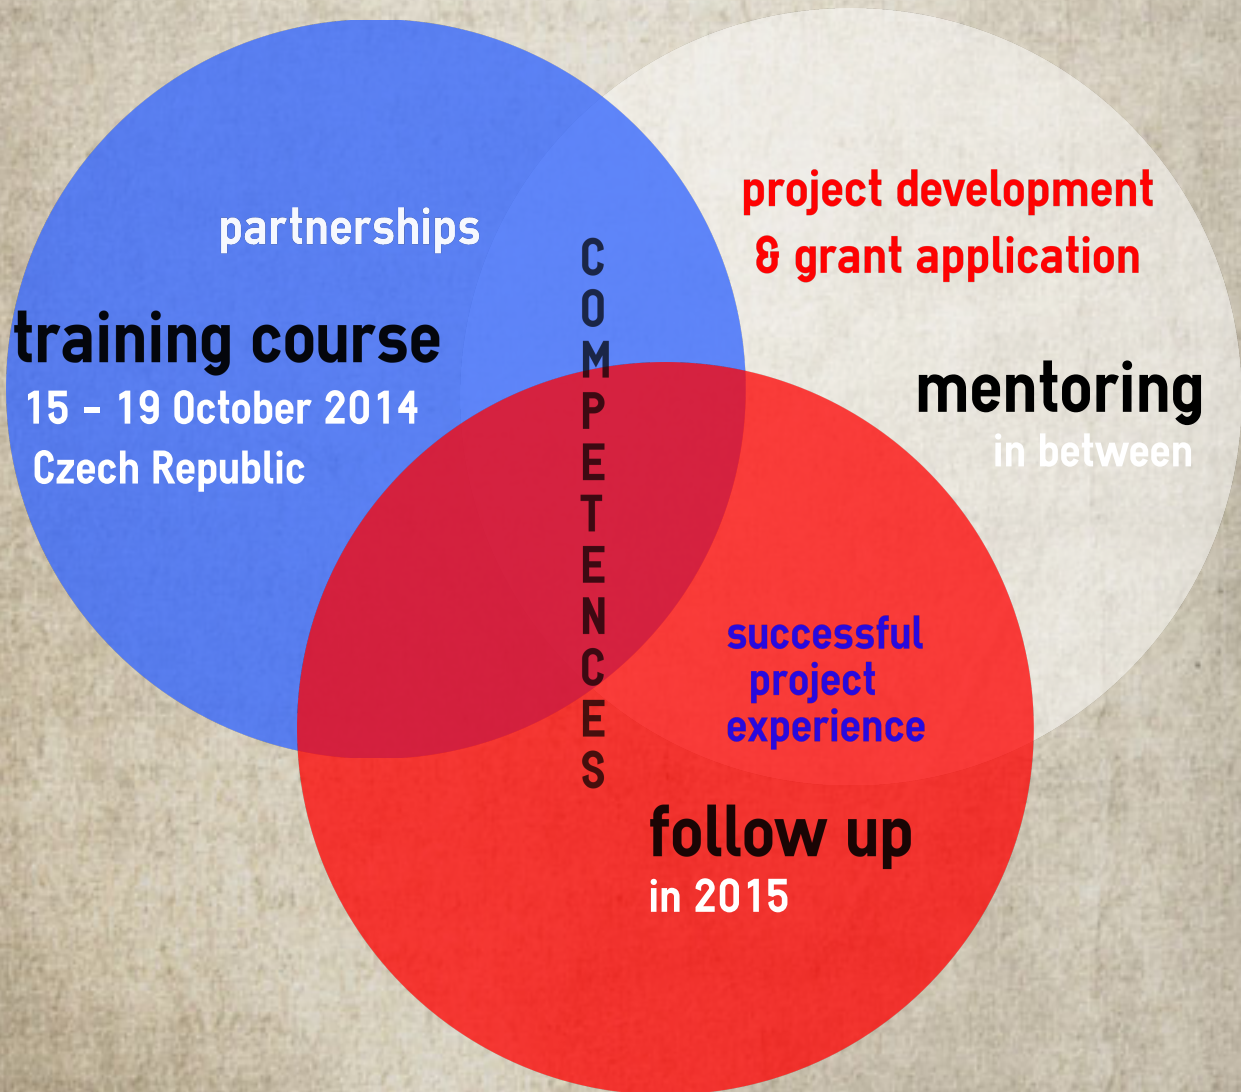 partnerships
training course
15 - 19 October 2014
Czech Republic
COMPETENCES
project development
& grant application
mentoring
in between
successful
project
experience
follow up
in 2015